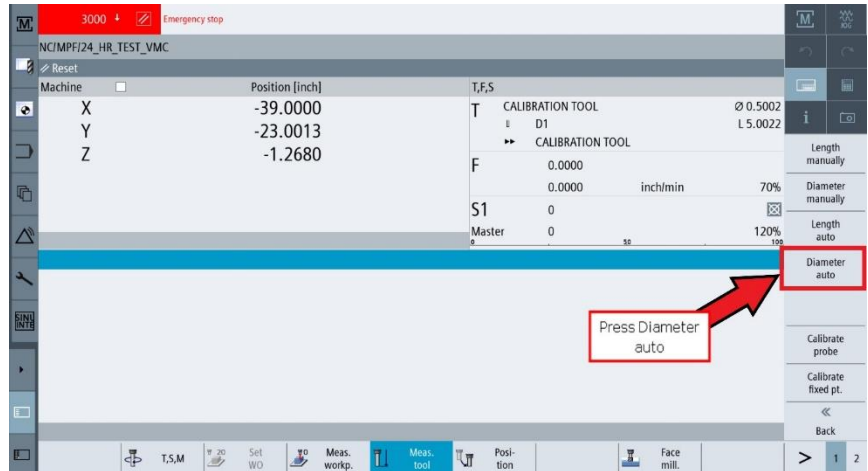 M
3000
Emergency stop
M
JOG
NC/MPF/24_HR_TEST_VMC
// Reset
Machine
Position [inch]
T,F,S
X
-39.0000
T
CALIBRATION TOOL
Ø 0.5002
Y
-23.0013
D1
L 5.0022
CALIBRATION TOOL
Z
-1.2680
F
0.0000
0.0000
inch/min
70%
S1
0
Master
0
120%
0
50
100
i
Length
manually
Diameter
manually
Length
auto
Diameter
auto
Press Diameter
auto
Calibrate
probe
Calibrate
fixed pt.
«
Back
T,S,M
Set
WO
Meas.
workp.
Meas.
tool
Posi-
tion
Face
mill.
>
1
2